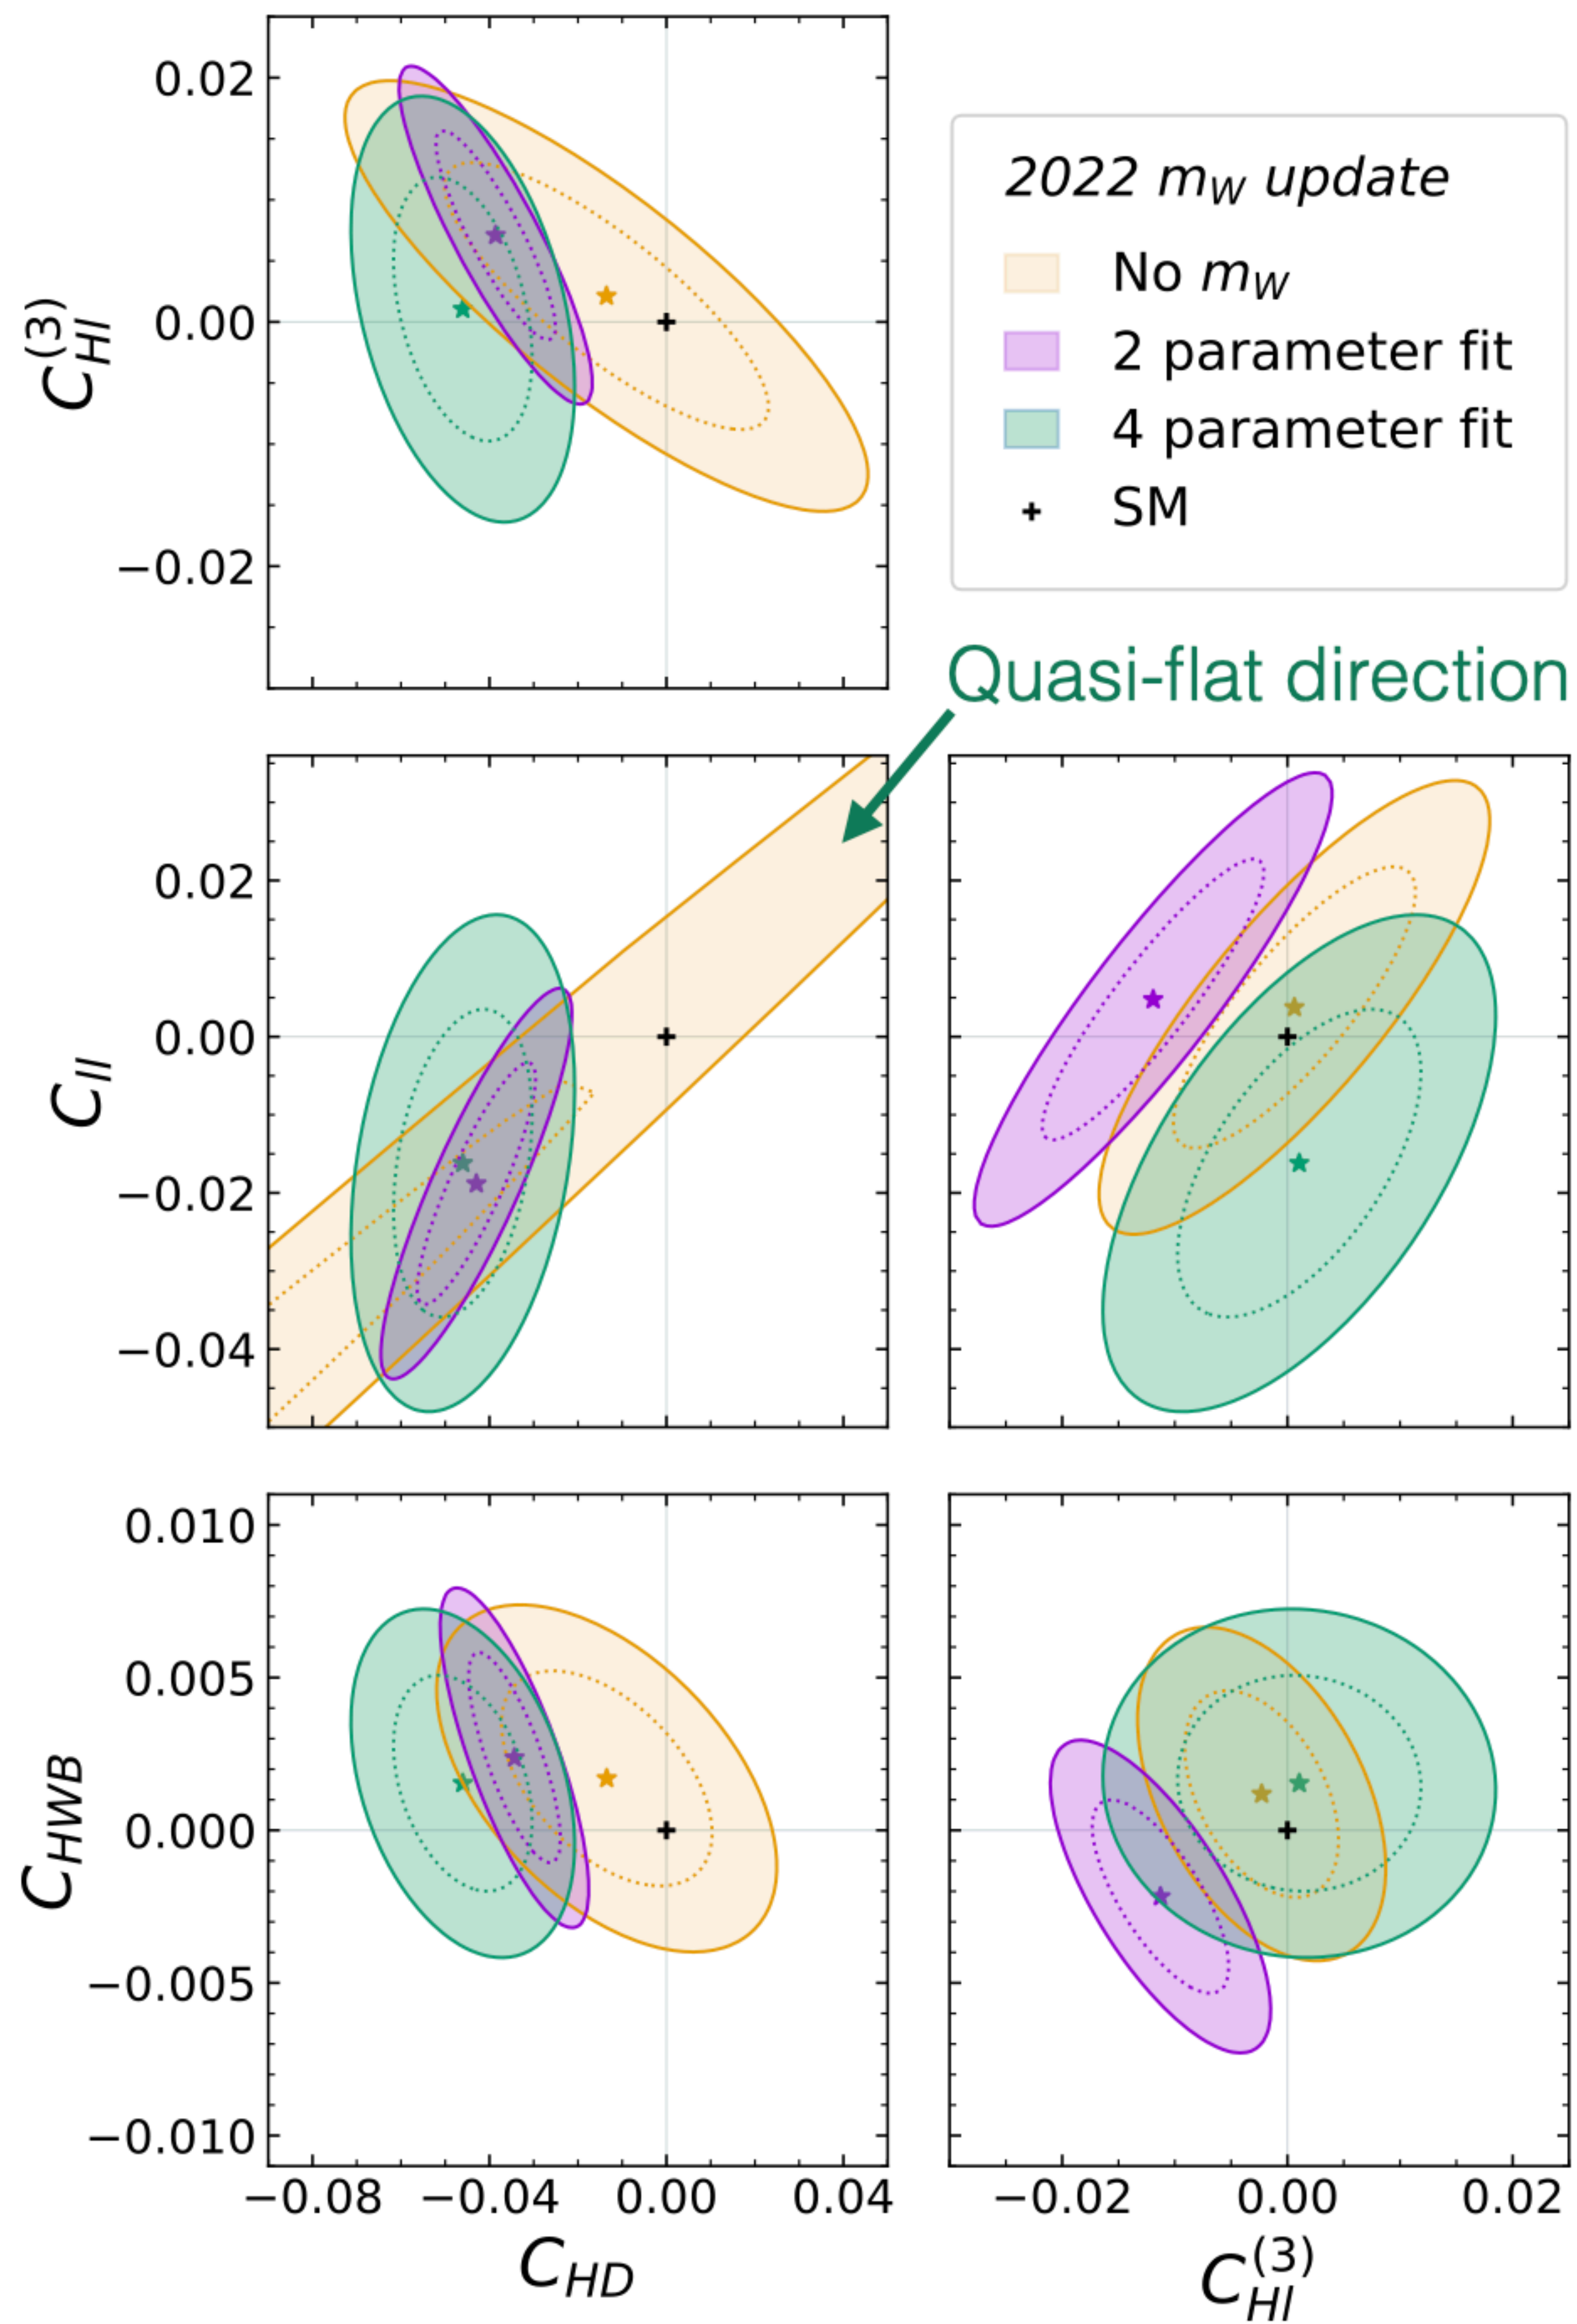 0.02
0.00
−0.02
C_{Hl}^{(3)}
2022 m_W update
No m_W
2 parameter fit
4 parameter fit
SM
Quasi-flat direction
0.02
0.00
−0.02
−0.04
C_{ll}
0.010
0.005
0.000
−0.005
−0.010
C_{HWB}
−0.08 −0.04 0.00 0.04
−0.02 0.00 0.02
C_{HD}
C_{Hl}^{(3)}